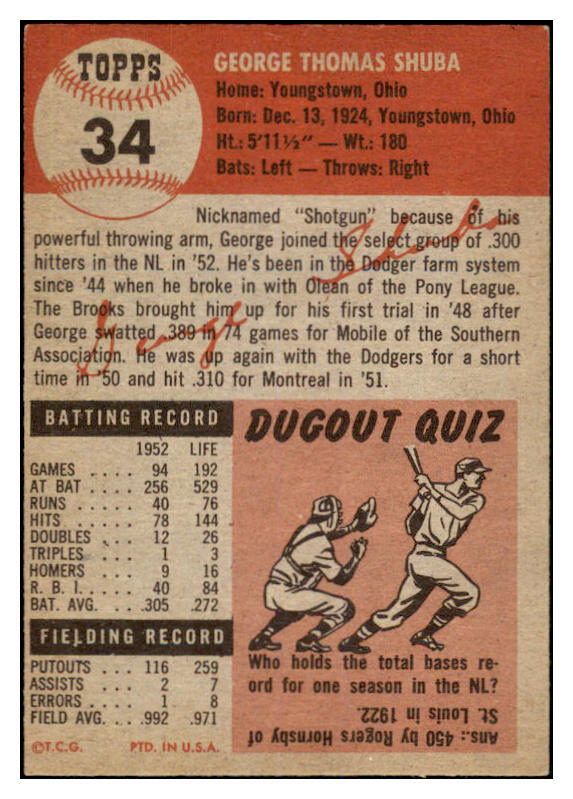 TOPPS
34
GEORGE THOMAS SHUBA
Home: Youngstown, Ohio
Born: Dec. 13, 1924, Youngstown, Ohio
Ht.: 5'11½" — Wt.: 180
Bats: Left — Throws: Right
Nicknamed "Shotgun" because of his
powerful throwing arm, George joined the select group of .300
hitters in the NL in '52. He's been in the Dodger farm system
since '44 when he broke in with Olean of the Pony League.
The Brooks brought him up for his first trial in '48 after
George swatted .389 in 74 games for Mobile of the Southern
Association. He was up again with the Dodgers for a short
time in '50 and hit .310 for Montreal in '51.
George Shuba
BATTING RECORD
1952 LIFE
GAMES .... 94 192
AT BAT .... 256 529
RUNS .... 40 76
HITS .... 78 144
DOUBLES .. 12 26
TRIPLES ... 1 3
HOMERS ... 9 16
R. B. I. .... 40 84
BAT. AVG. .. .305 .272
FIELDING RECORD
PUTOUTS ... 116 259
ASSISTS ... 2 7
ERRORS .... 1 8
FIELD AVG. .. .992 .971
©T.C.G. PTD. IN U.S.A.
DUGOUT QUIZ
Who holds the total bases re-
ord for one season in the NL?
Ans.: 450 by Rogers Hornsby of
St. Louis in 1922.